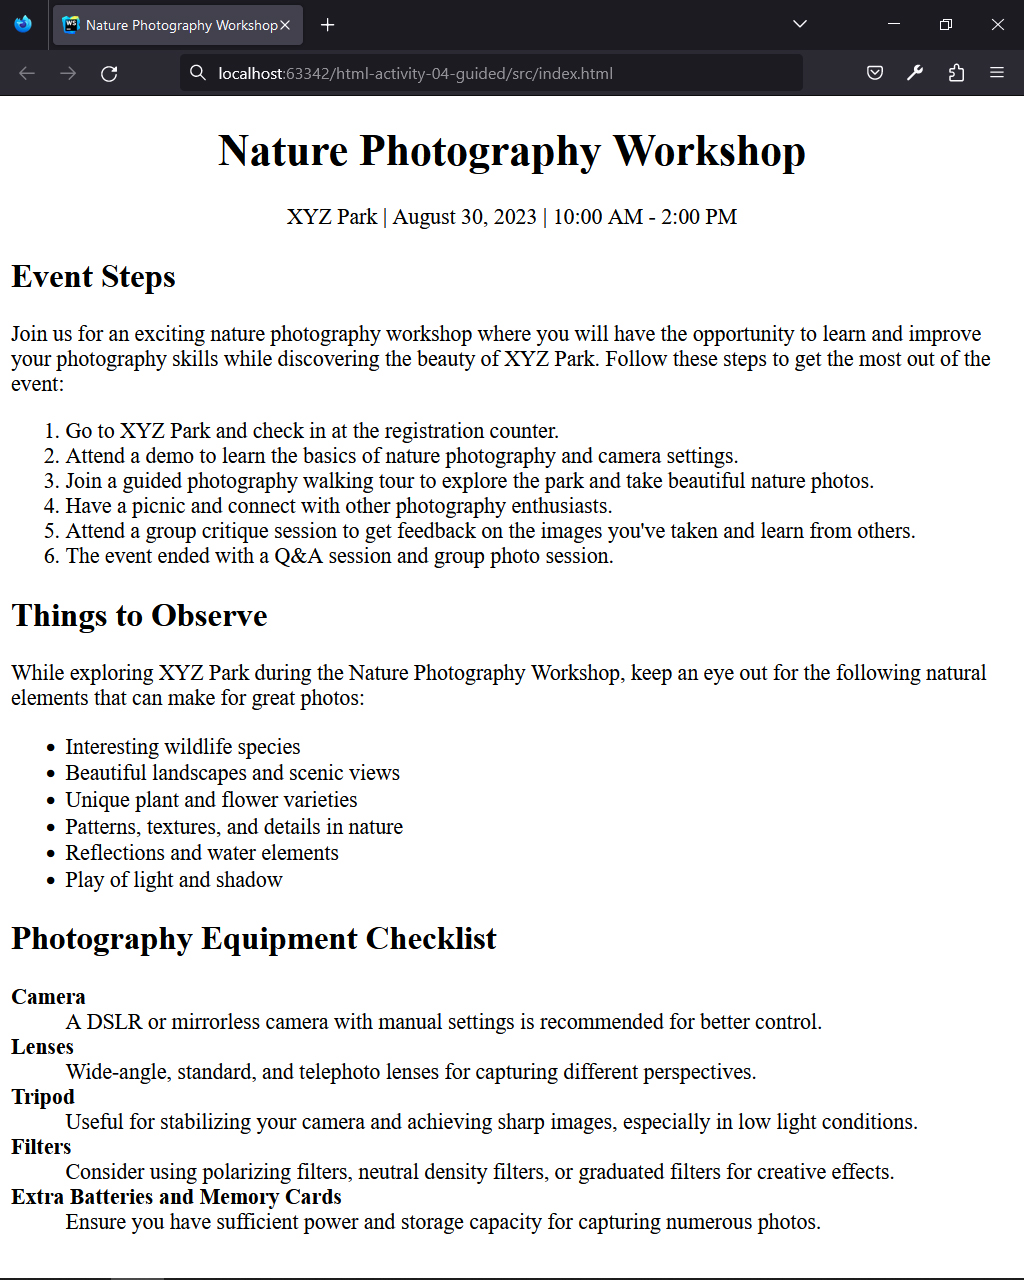 Nature Photography Workshop
localhost:63342/html-activity-04-guided/src/index.html
Nature Photography Workshop
XYZ Park | August 30, 2023 | 10:00 AM - 2:00 PM
Event Steps
Join us for an exciting nature photography workshop where you will have the opportunity to learn and improve
your photography skills while discovering the beauty of XYZ Park. Follow these steps to get the most out of the
event:
1. Go to XYZ Park and check in at the registration counter.
2. Attend a demo to learn the basics of nature photography and camera settings.
3. Join a guided photography walking tour to explore the park and take beautiful nature photos.
4. Have a picnic and connect with other photography enthusiasts.
5. Attend a group critique session to get feedback on the images you've taken and learn from others.
6. The event ended with a Q&A session and group photo session.
Things to Observe
While exploring XYZ Park during the Nature Photography Workshop, keep an eye out for the following natural
elements that can make for great photos:
• Interesting wildlife species
• Beautiful landscapes and scenic views
• Unique plant and flower varieties
• Patterns, textures, and details in nature
• Reflections and water elements
• Play of light and shadow
Photography Equipment Checklist
Camera
A DSLR or mirrorless camera with manual settings is recommended for better control.
Lenses
Wide-angle, standard, and telephoto lenses for capturing different perspectives.
Tripod
Useful for stabilizing your camera and achieving sharp images, especially in low light conditions.
Filters
Consider using polarizing filters, neutral density filters, or graduated filters for creative effects.
Extra Batteries and Memory Cards
Ensure you have sufficient power and storage capacity for capturing numerous photos.